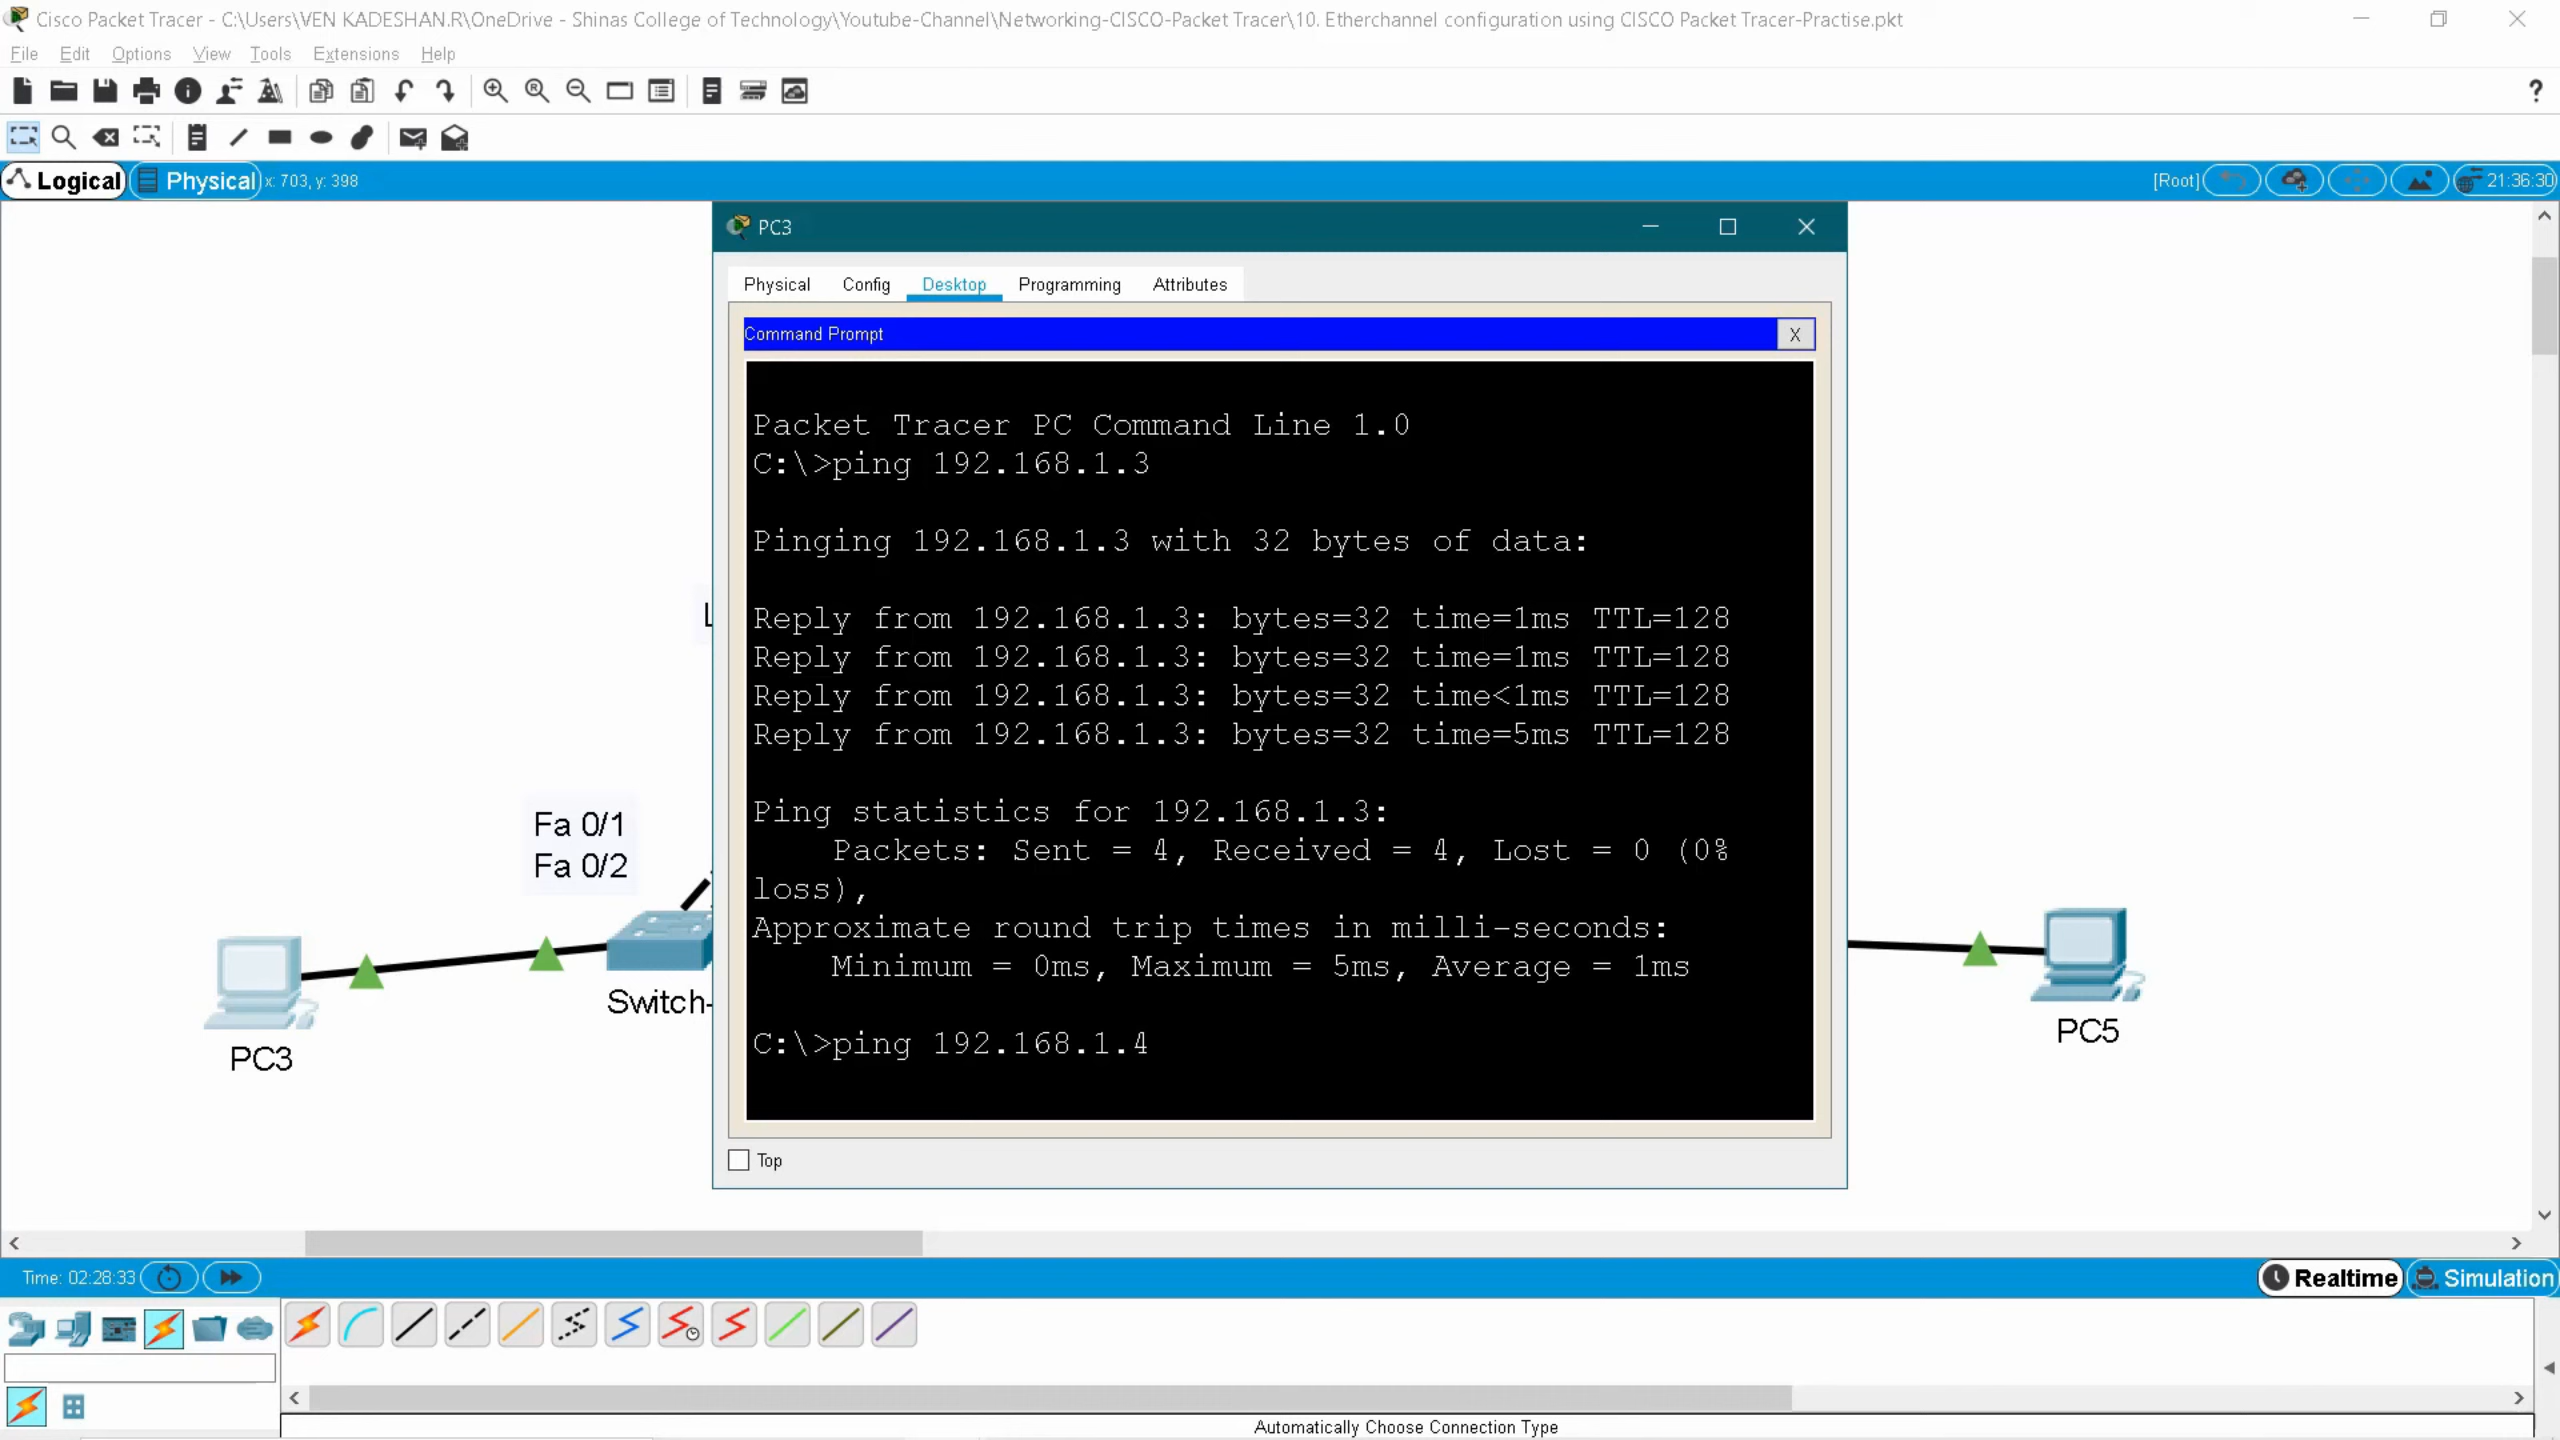 Cisco Packet Tracer - C:\Users\VEN KADESHAN.R\OneDrive - Shinas College of Technology\Youtube-Channel\Networking-CISCO-Packet Tracer\10. Etherchannel configuration using CISCO Packet Tracer-Practise.pkt
File Edit Options View Tools Extensions Help
Logical Physical x: 703, y: 398 [Root] 21:36:30
PC3
Physical Config Desktop Programming Attributes
Command Prompt X
Packet Tracer PC Command Line 1.0
C:\>ping 192.168.1.3
Pinging 192.168.1.3 with 32 bytes of data:
Reply from 192.168.1.3: bytes=32 time=1ms TTL=128
Reply from 192.168.1.3: bytes=32 time=1ms TTL=128
Reply from 192.168.1.3: bytes=32 time<1ms TTL=128
Reply from 192.168.1.3: bytes=32 time=5ms TTL=128
Ping statistics for 192.168.1.3:
Packets: Sent = 4, Received = 4, Lost = 0 (0%
loss),
Approximate round trip times in milli-seconds:
Minimum = 0ms, Maximum = 5ms, Average = 1ms
C:\>ping 192.168.1.4
Top
Fa 0/1
Fa 0/2
Switch-
PC3
PC5
Time: 02:28:33 Realtime Simulation
Automatically Choose Connection Type